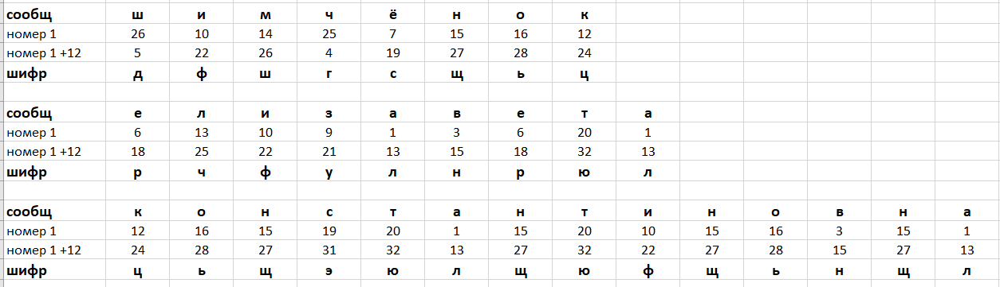 сообщ ш и м ч ё н о к
номер 1 26 10 14 25 7 15 16 12
номер 1 +12 5 22 26 4 19 27 28 24
шифр д ф ш г с щ ь ц
сообщ е л и з а в е т а
номер 1 6 13 10 9 1 3 6 20 1
номер 1 +12 18 25 22 21 13 15 18 32 13
шифр р ч ф у л н р ю л
сообщ к о н с т а н т и н о в н а
номер 1 12 16 15 19 20 1 15 20 10 15 16 3 15 1
номер 1 +12 24 28 27 31 32 13 27 32 22 27 28 15 27 13
шифр ц ь щ э ю л щ ю ф щ ь н щ л